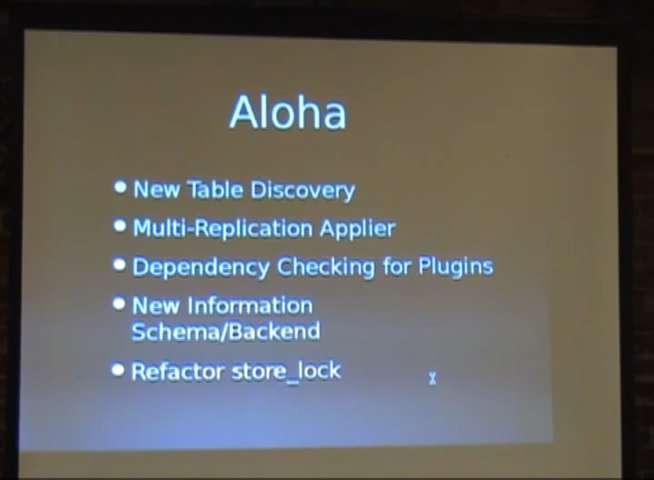 Aloha
New Table Discovery
Multi-Replication Applier
Dependency Checking for Plugins
New Information
Schema/Backend
Refactor store_lock